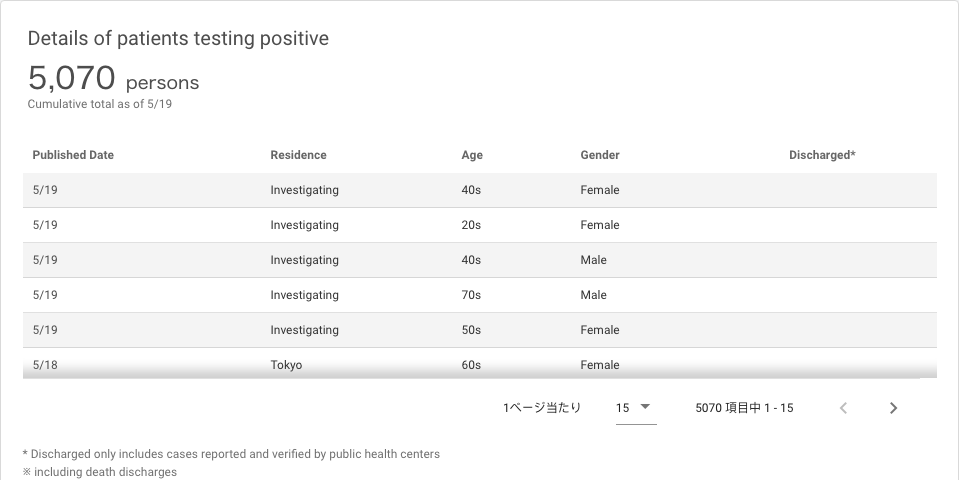 Details of patients testing positive
5,070 persons
Cumulative total as of 5/19
Published Date Residence Age Gender Discharged*
5/19 Investigating 40s Female
5/19 Investigating 20s Female
5/19 Investigating 40s Male
5/19 Investigating 70s Male
5/19 Investigating 50s Female
5/18 Tokyo 60s Female
1ページ当たり 15 5070 項目中 1 - 15
* Discharged only includes cases reported and verified by public health centers
※ including death discharges